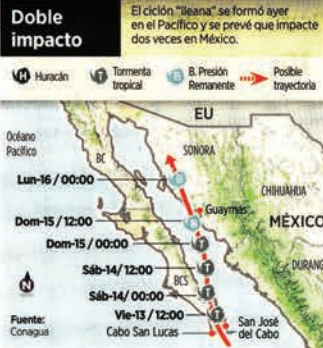 Doble
impacto
El ciclón "Ileana" se formó ayer
en el Pacífico y se prevé que impacte
dos veces en México.
H Huracán
T Tormenta
tropical
B B. Presión
Remanente
Posible
trayectoria
EU
Océano
Pacífico
BC
SONORA
Lun-16 / 00:00
B
CHIHUAHUA
Guaymas
Dom-15 / 12:00
B
MÉXICO
Dom-15 / 00:00
T
Sáb-14 / 12:00
T
DURANG
N
BCS
Sáb-14 / 00:00
T
Vie-13 / 12:00
T
Fuente:
Conagua
Cabo San Lucas
San José
del Cabo